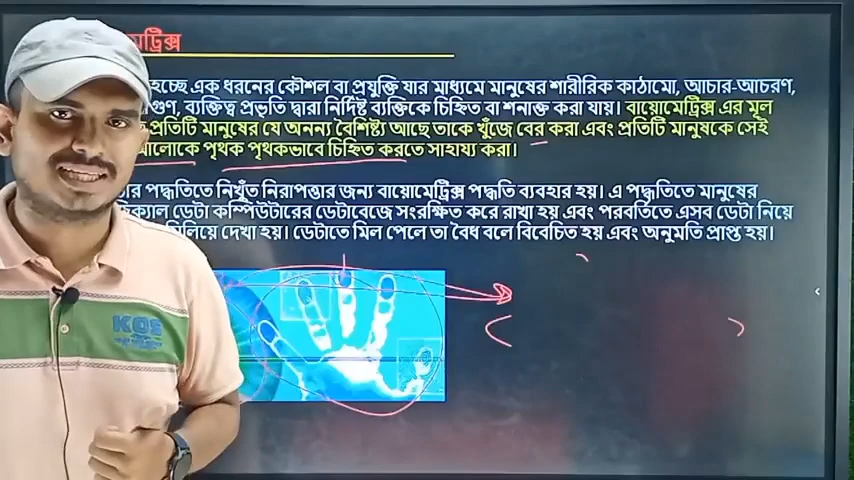 মেট্রিক্স
হচ্ছে এক ধরনের কৌশল বা প্রযুক্তি যার মাধ্যমে মানুষের শারীরিক কাঠামো, আচার-আচরণ,
গুণ, ব্যক্তিত্ব প্রভৃতি দ্বারা নির্দিষ্ট ব্যক্তিকে চিহ্নিত বা শনাক্ত করা যায়। বায়োমেট্রিক্স এর মূল
প্রতিটি মানুষের যে অনন্য বৈশিষ্ট্য আছে তাকে খুঁজে বের করা এবং প্রতিটি মানুষকে সেই
আলোকে পৃথক পৃথকভাবে চিহ্নিত করতে সাহায্য করা।
পদ্ধতিতে নিখুঁত নিরাপত্তার জন্য বায়োমেট্রিক্স পদ্ধতি ব্যবহার হয়। এ পদ্ধতিতে মানুষের
ডেটা কম্পিউটারের ডেটাবেজে সংরক্ষিত করে রাখা হয় এবং পরবর্তিতে এসব ডেটা নিয়ে
মিলিয়ে দেখা হয়। ডেটাতে মিল পেলে তা বৈধ বলে বিবেচিত হয় এবং অনুমতি প্রাপ্ত হয়।
KOS